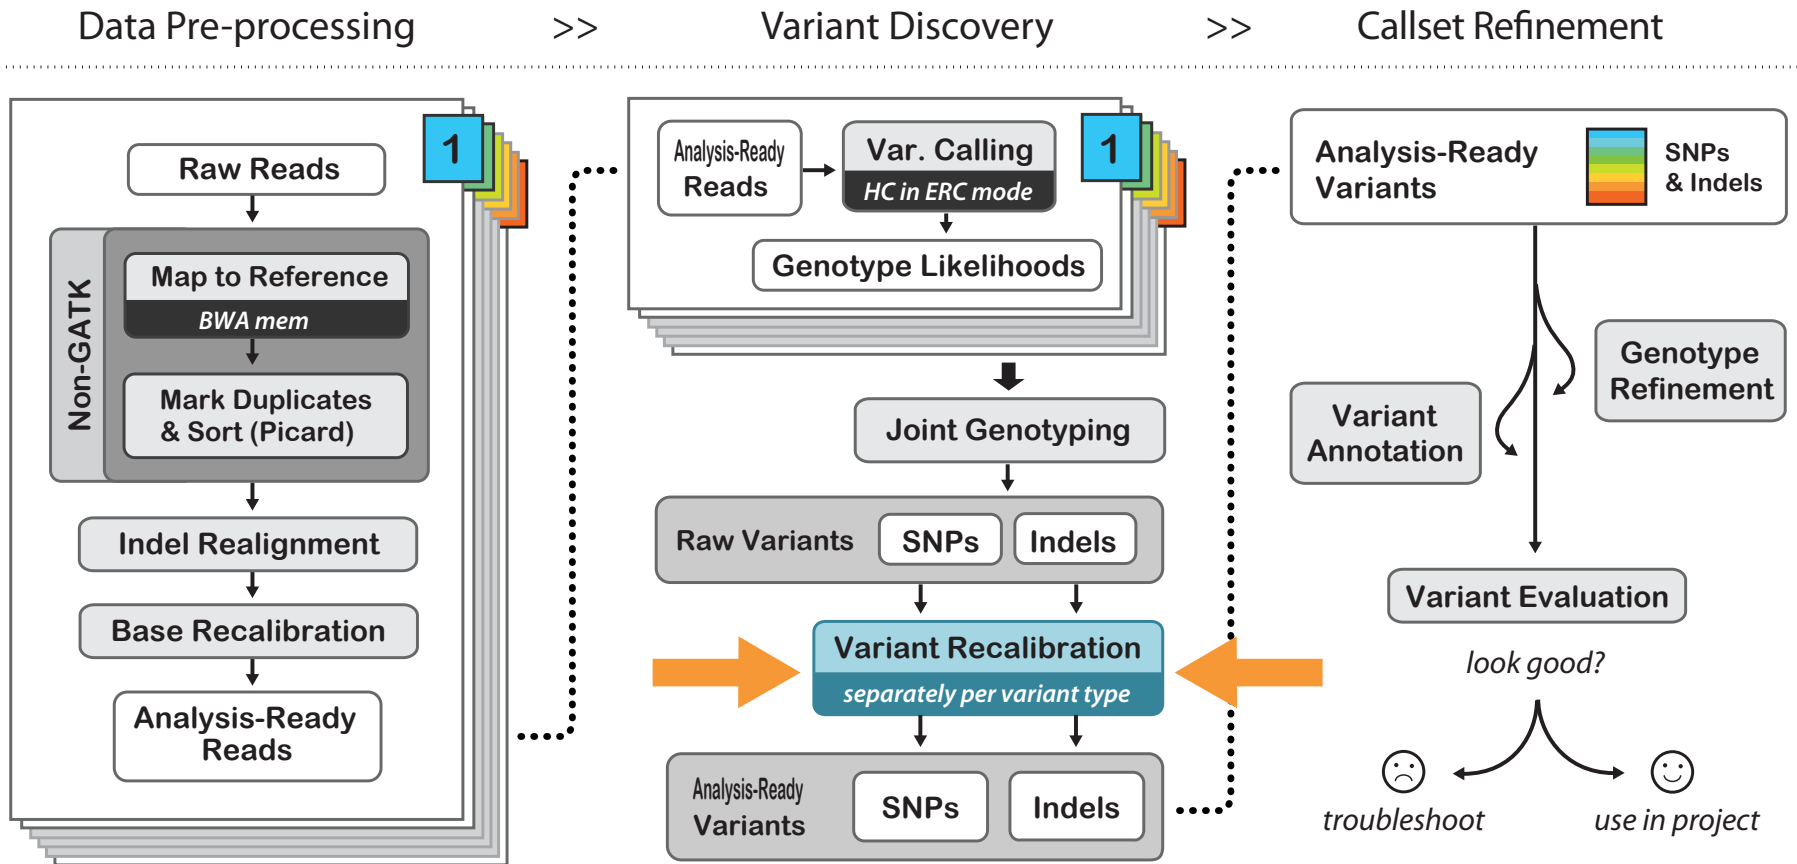 Data Pre-processing >> Variant Discovery >> Callset Refinement
1
Raw Reads
Non-GATK
Map to Reference
BWA mem
Mark Duplicates
& Sort (Picard)
Indel Realignment
Base Recalibration
Analysis-Ready
Reads
1
Analysis-Ready
Reads
Var. Calling
HC in ERC mode
Genotype Likelihoods
Joint Genotyping
Raw Variants
SNPs
Indels
Variant Recalibration
separately per variant type
Analysis-Ready
Variants
SNPs
Indels
Analysis-Ready
Variants
SNPs
& Indels
Genotype
Refinement
Variant
Annotation
Variant Evaluation
look good?
troubleshoot
use in project